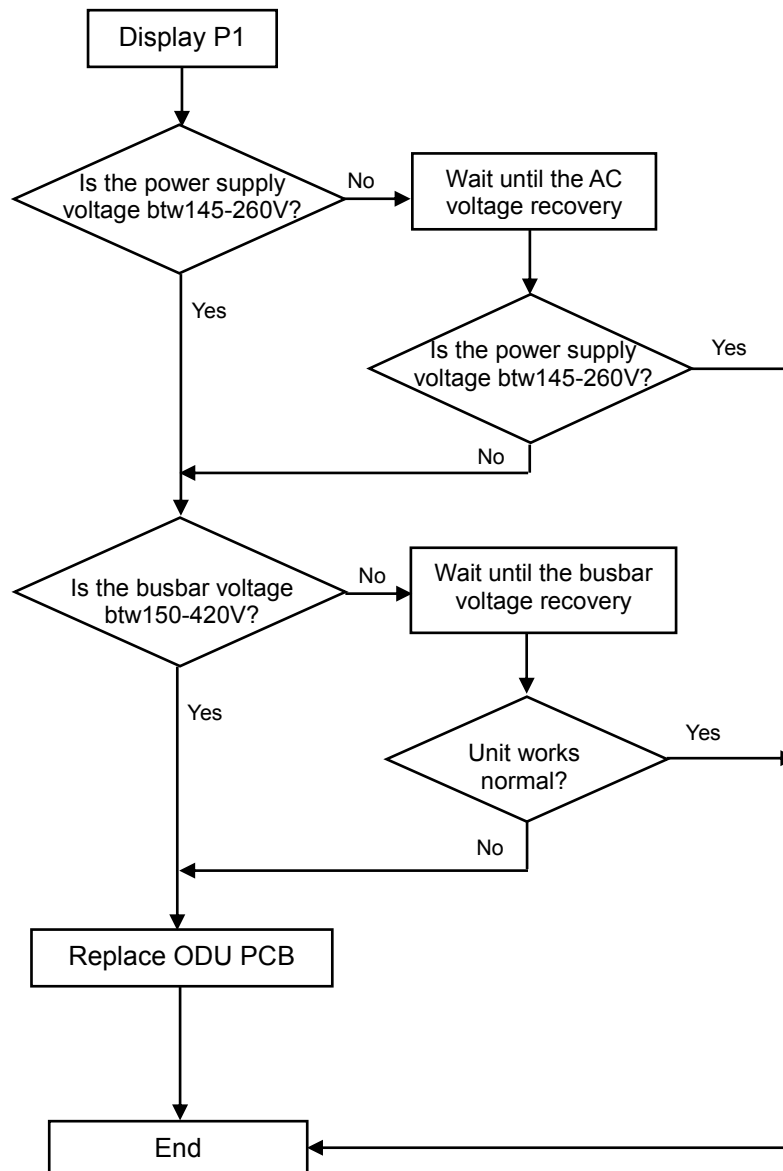 Display P1
Is the power supply
voltage btw145-260V?
No
Wait until the AC
voltage recovery
Yes
Is the power supply
voltage btw145-260V?
Yes
No
Is the busbar voltage
btw150-420V?
No
Wait until the busbar
voltage recovery
Yes
Unit works
normal?
Yes
No
Replace ODU PCB
End